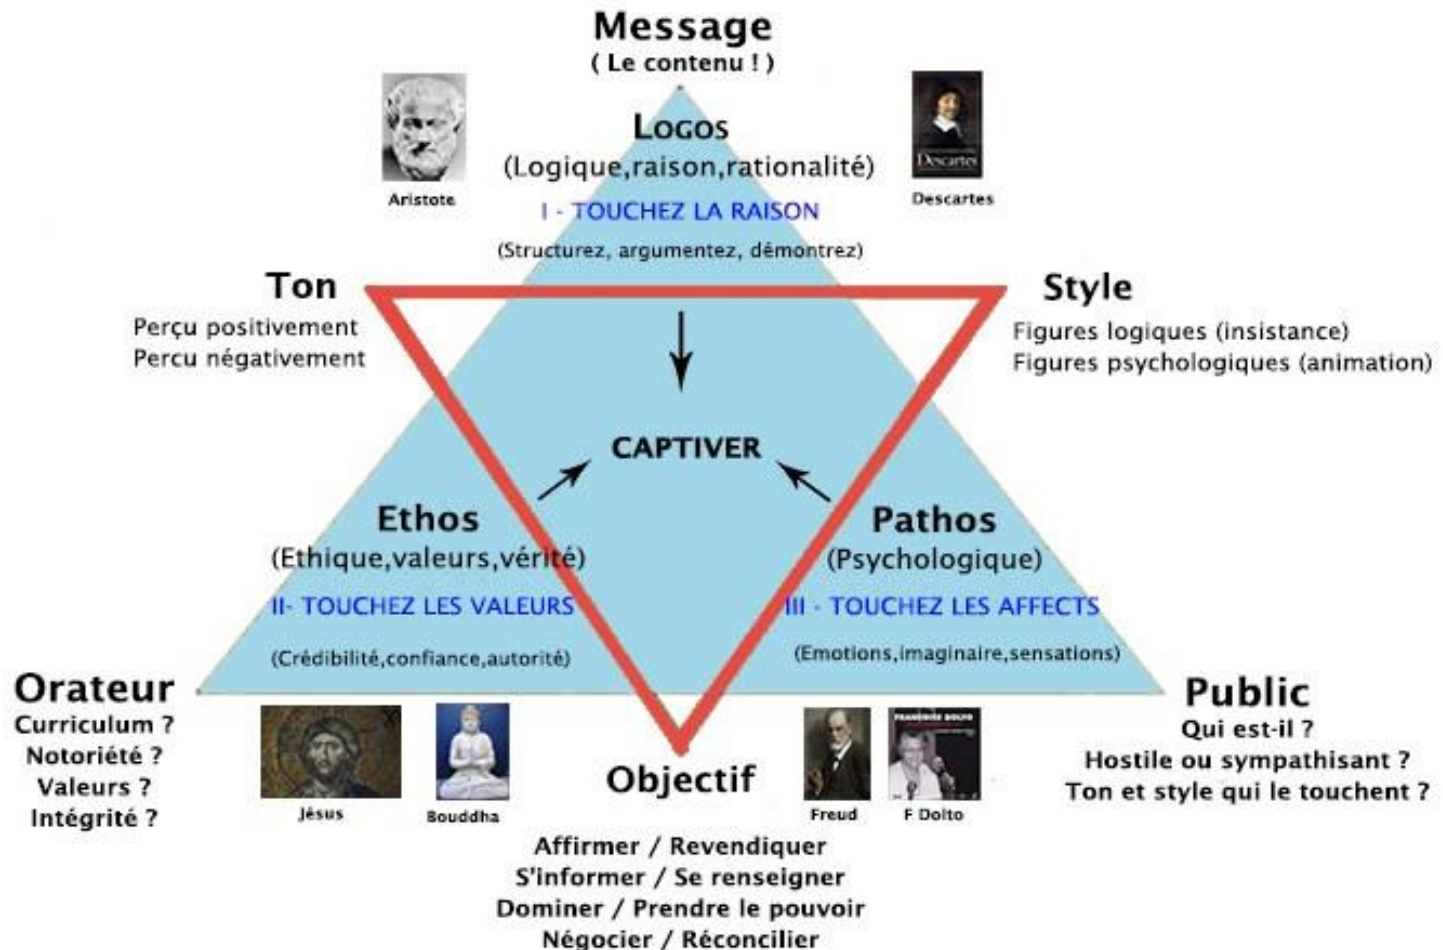 Message
( Le contenu ! )
LOGOS
(Logique,raison,rationalité)
I - TOUCHEZ LA RAISON
(Structurez, argumentez, démontrez)
Aristote
Descartes
Descartes
Ton
Perçu positivement
Percu négativement
Style
Figures logiques (insistance)
Figures psychologiques (animation)
CAPTIVER
Ethos
(Ethique,valeurs,vérité)
II- TOUCHEZ LES VALEURS
(Crédibilité,confiance,autorité)
Pathos
(Psychologique)
III - TOUCHEZ LES AFFECTS
(Emotions,imaginaire,sensations)
Orateur
Curriculum ?
Notoriété ?
Valeurs ?
Intégrité ?
Jésus
Bouddha
Objectif
Affirmer / Revendiquer
S'informer / Se renseigner
Dominer / Prendre le pouvoir
Négocier / Réconcilier
FRANÇOISE DOLTO
Freud
F Dolto
Public
Qui est-il ?
Hostile ou sympathisant ?
Ton et style qui le touchent ?